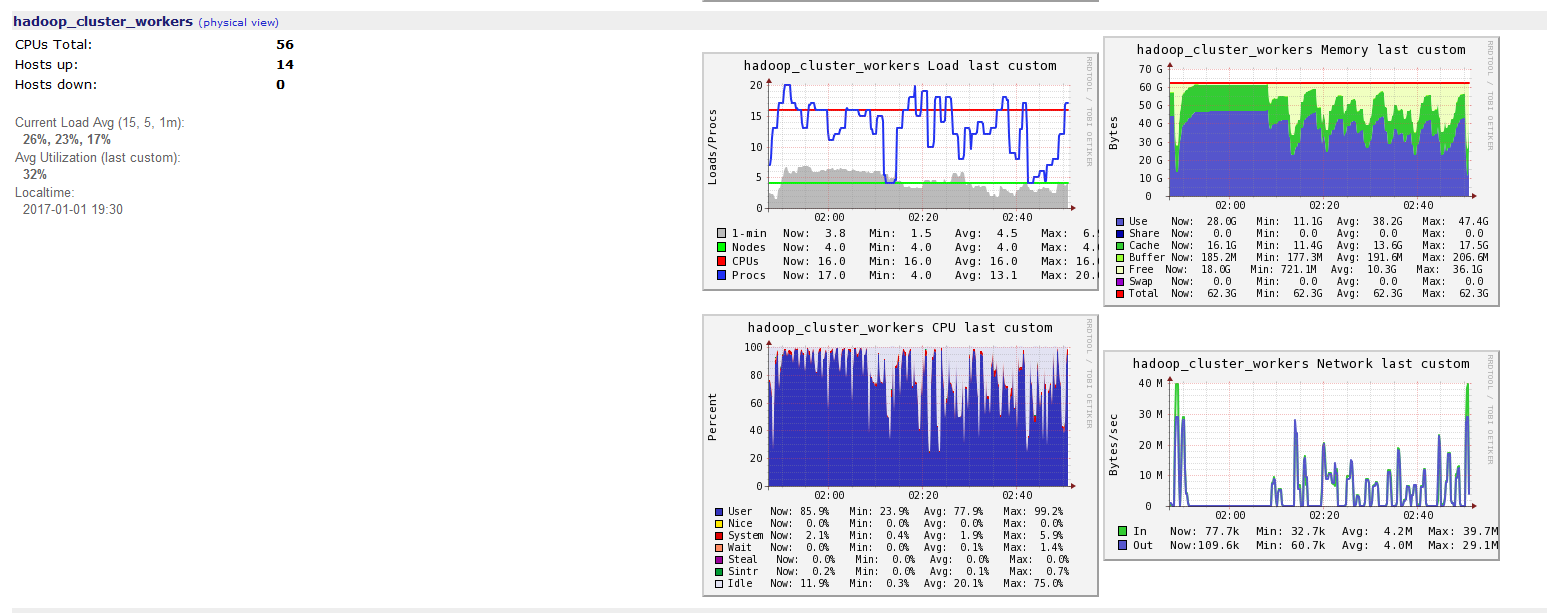 hadoop_cluster_workers (physical view)
CPUs Total: 56
Hosts up: 14
Hosts down: 0
Current Load Avg (15, 5, 1m):
26%, 23%, 17%
Avg Utilization (last custom):
32%
Localtime:
2017-01-01 19:30
hadoop_cluster_workers Load last custom
RRDTOOL / TOBI OETIKER
Loads/Procs
20
15
10
5
0
02:00 02:20 02:40
1-min Now: 3.8 Min: 1.5 Avg: 4.5 Max: 6.
Nodes Now: 4.0 Min: 4.0 Avg: 4.0 Max: 4.
CPUs Now: 16.0 Min: 16.0 Avg: 16.0 Max: 16.
Procs Now: 17.0 Min: 4.0 Avg: 13.1 Max: 20.
hadoop_cluster_workers Memory last custom
RRDTOOL / TOBI OETIKER
Bytes
70 G
60 G
50 G
40 G
30 G
20 G
10 G
0
02:00 02:20 02:40
Use Now: 28.0G Min: 11.1G Avg: 38.2G Max: 47.4G
Share Now: 0.0 Min: 0.0 Avg: 0.0 Max: 0.0
Cache Now: 16.1G Min: 11.4G Avg: 13.6G Max: 17.5G
Buffer Now: 185.2M Min: 177.3M Avg: 191.6M Max: 206.6M
Free Now: 18.0G Min: 721.1M Avg: 10.3G Max: 36.1G
Swap Now: 0.0 Min: 0.0 Avg: 0.0 Max: 0.0
Total Now: 62.3G Min: 62.3G Avg: 62.3G Max: 62.3G
hadoop_cluster_workers CPU last custom
RRDTOOL / TOBI OETIKER
Percent
100
80
60
40
20
0
02:00 02:20 02:40
User Now: 85.9% Min: 23.9% Avg: 77.9% Max: 99.2%
Nice Now: 0.0% Min: 0.0% Avg: 0.0% Max: 0.0%
System Now: 2.1% Min: 0.4% Avg: 1.9% Max: 5.9%
Wait Now: 0.0% Min: 0.0% Avg: 0.1% Max: 1.4%
Steal Now: 0.0% Min: 0.0% Avg: 0.0% Max: 0.0%
Sintr Now: 0.2% Min: 0.0% Avg: 0.1% Max: 0.7%
Idle Now: 11.9% Min: 0.3% Avg: 20.1% Max: 75.0%
hadoop_cluster_workers Network last custom
RRDTOOL / TOBI OETIKER
Bytes/sec
40 M
30 M
20 M
10 M
0
02:00 02:20 02:40
In Now: 77.7k Min: 32.7k Avg: 4.2M Max: 39.7M
Out Now:109.6k Min: 60.7k Avg: 4.0M Max: 29.1M